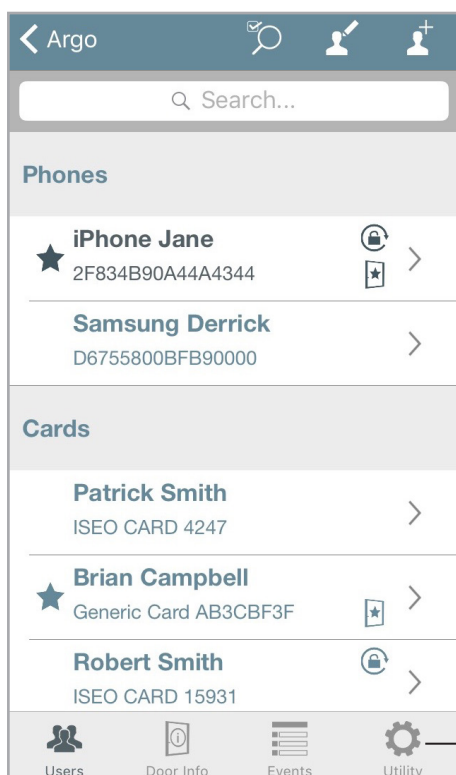 Argo
Search...
Phones
iPhone Jane
2F834B90A44A4344
Samsung Derrick
D6755800BFB90000
Cards
Patrick Smith
ISEO CARD 4247
Brian Campbell
Generic Card AB3CBF3F
Robert Smith
ISEO CARD 15931
Users Door Info Events Utility